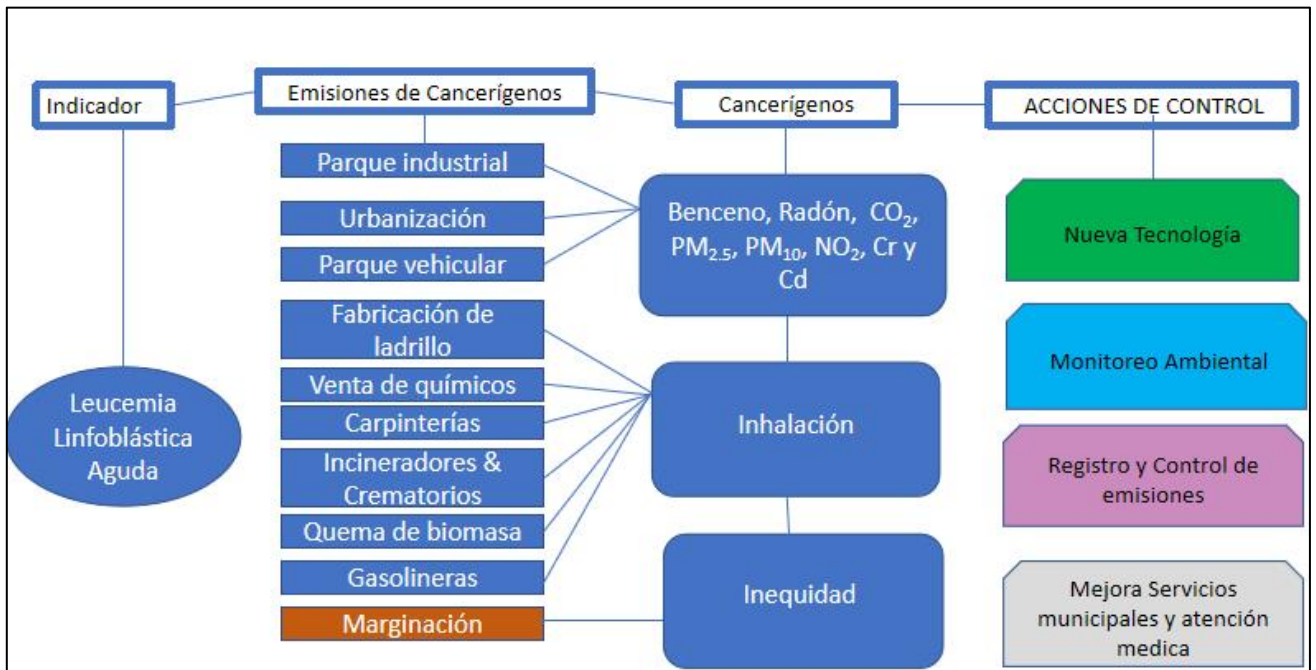 Indicador
Emisiones de Cancerígenos
Cancerígenos
ACCIONES DE CONTROL
Parque industrial
Urbanización
Parque vehicular
Fabricación de
ladrillo
Venta de químicos
Carpinterías
Incineradores &
Crematorios
Quema de biomasa
Gasolineras
Marginación
Leucemia
Linfoblástica
Aguda
Benceno, Radón, CO₂,
PM₂.₅, PM₁₀, NO₂, Cr y
Cd
Inhalación
Inequidad
Nueva Tecnología
Monitoreo Ambiental
Registro y Control de
emisiones
Mejora Servicios
municipales y atención
medica